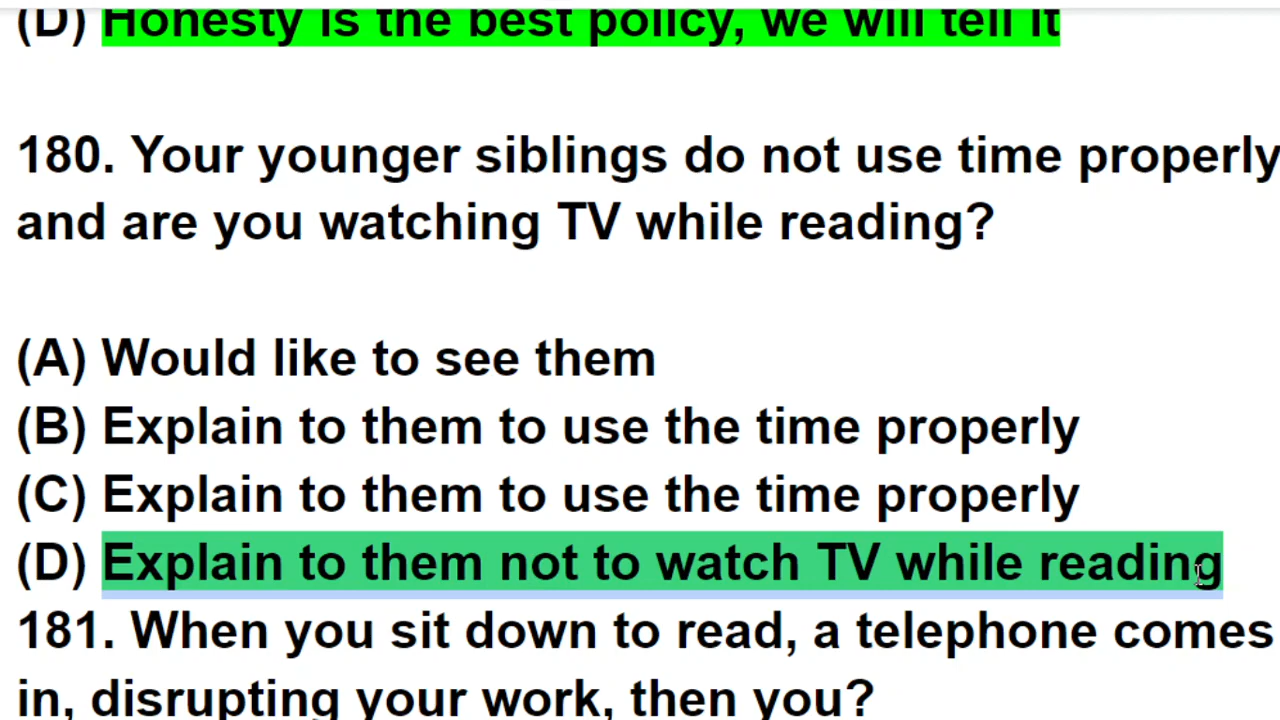 (D) Honesty is the best policy, we will tell it
180. Your younger siblings do not use time properly
and are you watching TV while reading?
(A) Would like to see them
(B) Explain to them to use the time properly
(C) Explain to them to use the time properly
(D) Explain to them not to watch TV while reading
181. When you sit down to read, a telephone comes
in, disrupting your work, then you?